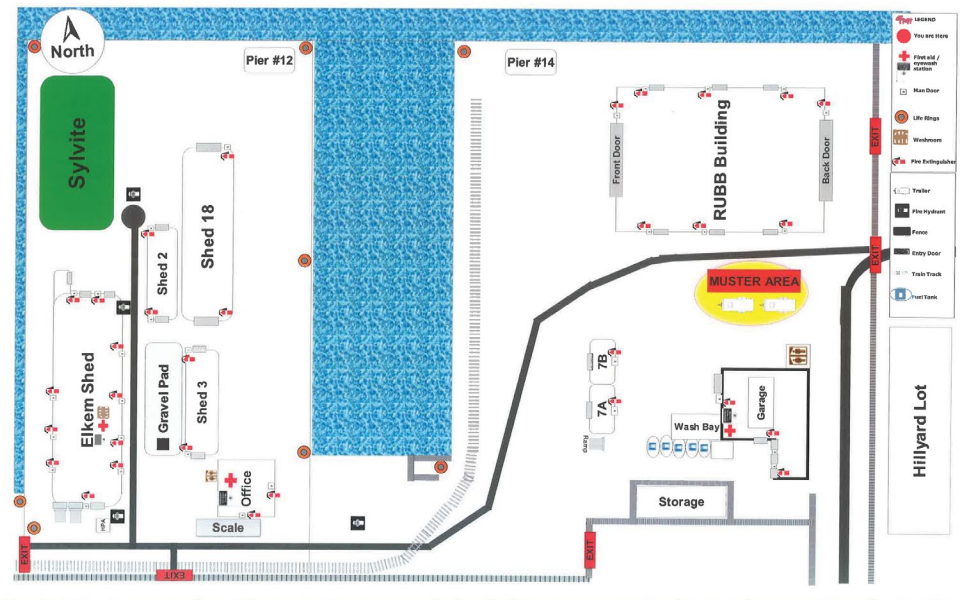 North
Pier #12
Pier #14
LEGEND
You are Here
First aid /
eyewash
station
Man Door
Life Rings
Washroom
Fire Extinguisher
Trailer
Fire Hydrant
Fence
Entry Door
Train Track
Fuel Tank
Sylvite
Shed 18
Shed 2
Elkem Shed
Gravel Pad
Shed 3
Office
Scale
HPA
EXIT
EXIT
RUBB Building
Front Door
Back Door
EXIT
EXIT
MUSTER AREA
7B
7A
Ramp
Wash Bay
Garage
Storage
EXIT
Hillyard Lot